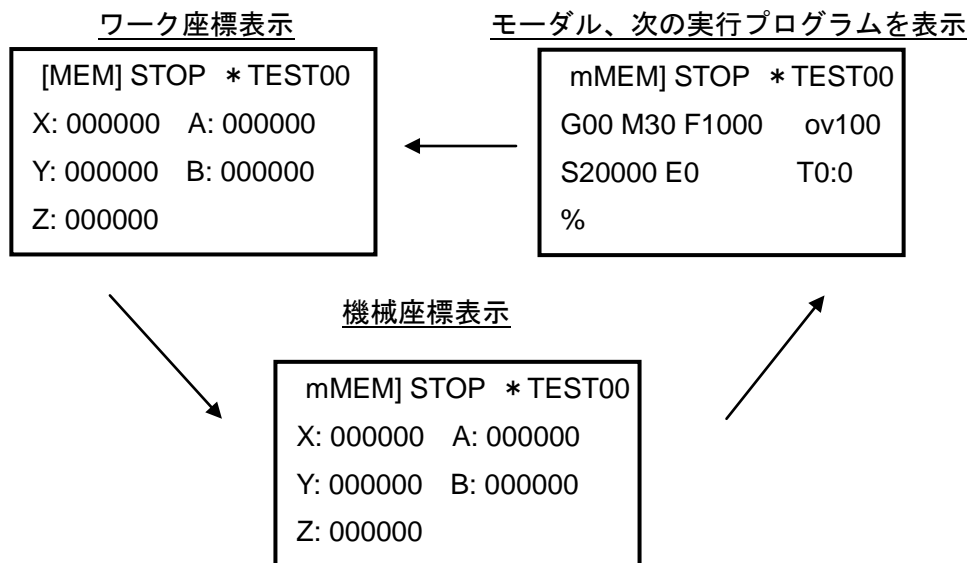 ワーク座標表示
[MEM] STOP ＊TEST00
X: 000000 A: 000000
Y: 000000 B: 000000
Z: 000000
モーダル、次の実行プログラムを表示
mMEM] STOP ＊TEST00
G00 M30 F1000 ov100
S20000 E0 T0:0
%
機械座標表示
mMEM] STOP ＊TEST00
X: 000000 A: 000000
Y: 000000 B: 000000
Z: 000000